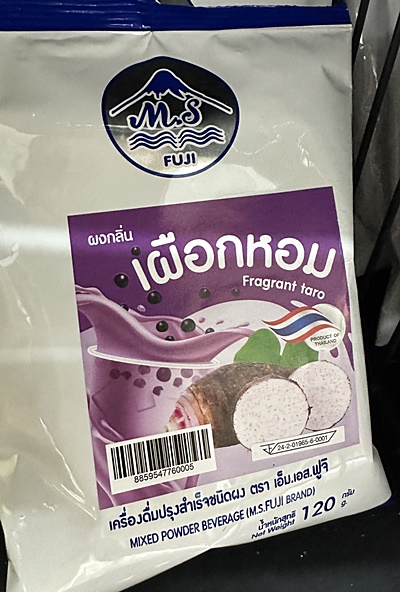 M.S
FUJI
ผงกลิ่น
เผือกหอม
Fragrant taro
PRODUCT OF
THAILAND
24-2-01965-6-0001
8859547760005
เครื่องดื่มปรุงสำเร็จชนิดผง ตรา เอ็ม.เอส.ฟูจิ
MIXED POWDER BEVERAGE (M.S.FUJI BRAND)
น้ำหนักสุทธิ 120 กรัม
Net Weight g.